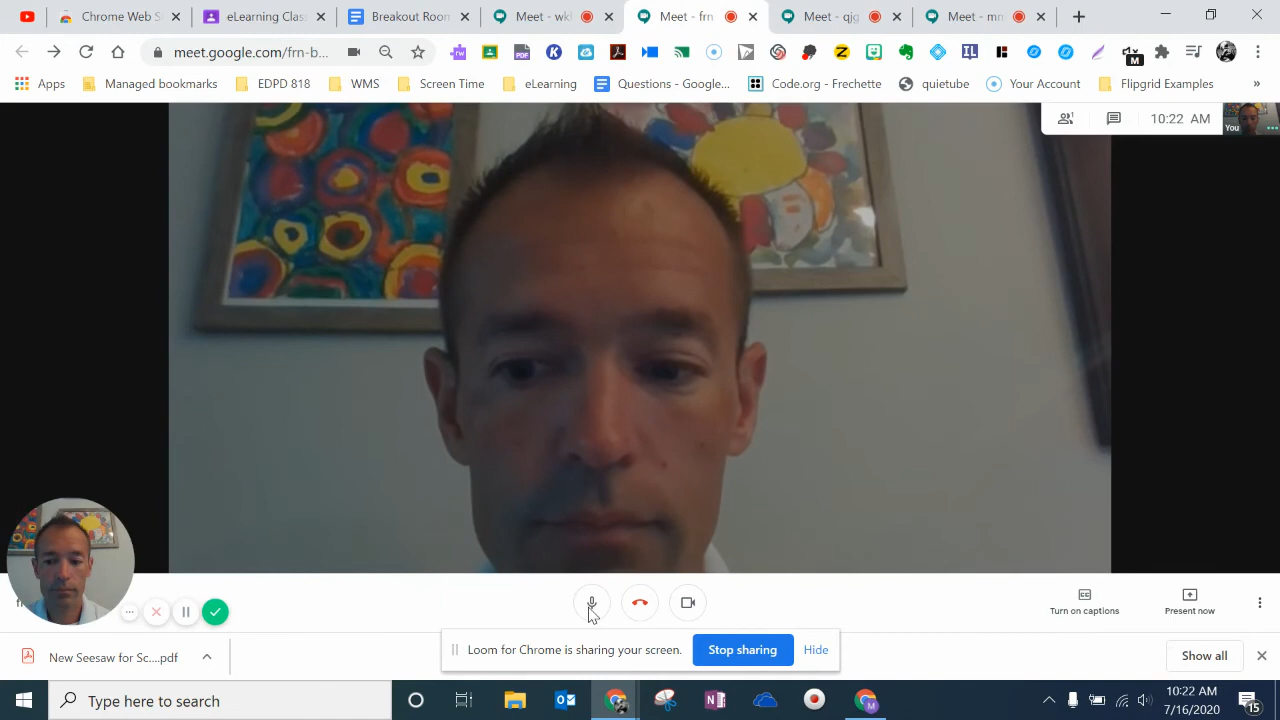 Chrome Web S
eLearning Clas
Breakout Room
Meet - wkl
Meet - frn
Meet - qjg
Meet - mn
meet.google.com/frn-b...
M
Apps
Managed bookmarks
EDPD 818
WMS
Screen Time
eLearning
Questions - Google...
Code.org - Frechette
quietube
Your Account
Flipgrid Examples
»
1
10:22 AM
You
Turn on captions
Present now
Loom for Chrome is sharing your screen.
Stop sharing
Hide
New Seesaw for Sc....pdf
Show all
Type here to search
10:22 AM
7/16/2020
15